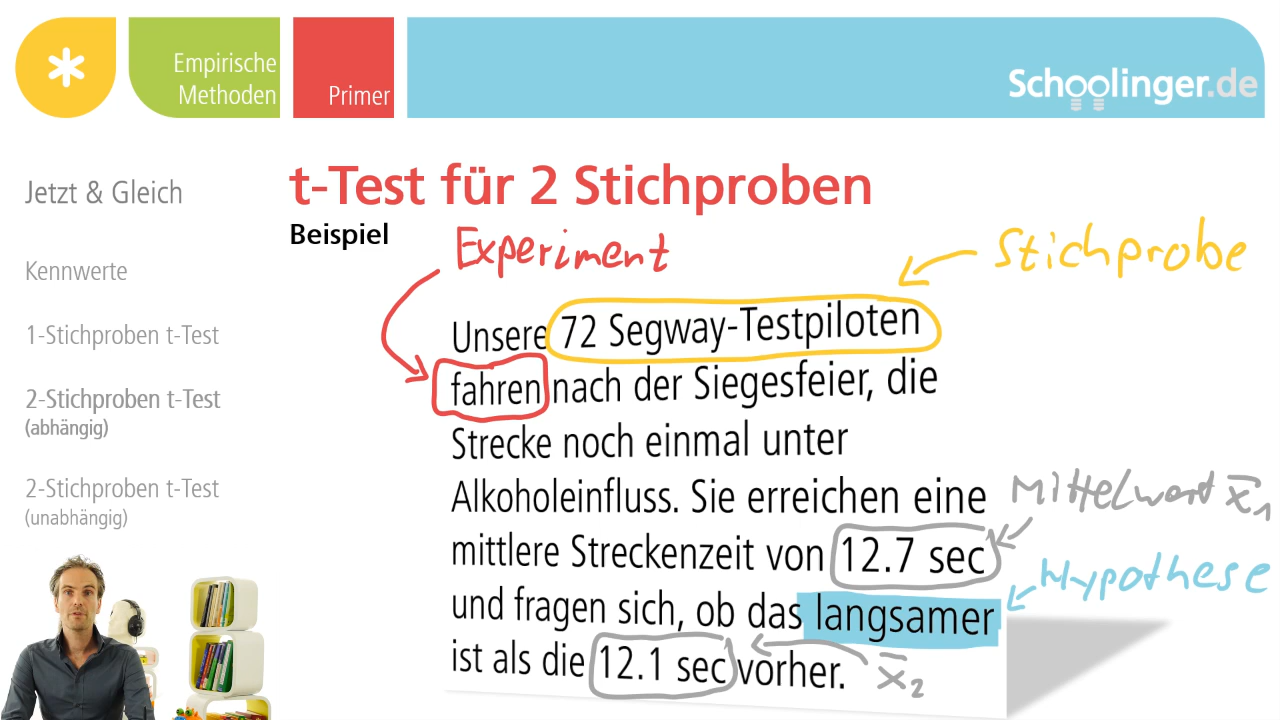 Empirische
Methoden
Primer
Schoolinger.de
Jetzt & Gleich
Kennwerte
1-Stichproben t-Test
2-Stichproben t-Test
(abhängig)
2-Stichproben t-Test
(unabhängig)
t-Test für 2 Stichproben
Beispiel
Experiment
Stichprobe
Unsere 72 Segway-Testpiloten
fahren nach der Siegesfeier, die
Strecke noch einmal unter
Alkoholeinfluss. Sie erreichen eine
mittlere Streckenzeit von 12.7 sec
und fragen sich, ob das langsamer
ist als die 12.1 sec vorher.
Mittelwert x̄₁
Hypothese
x̄₂